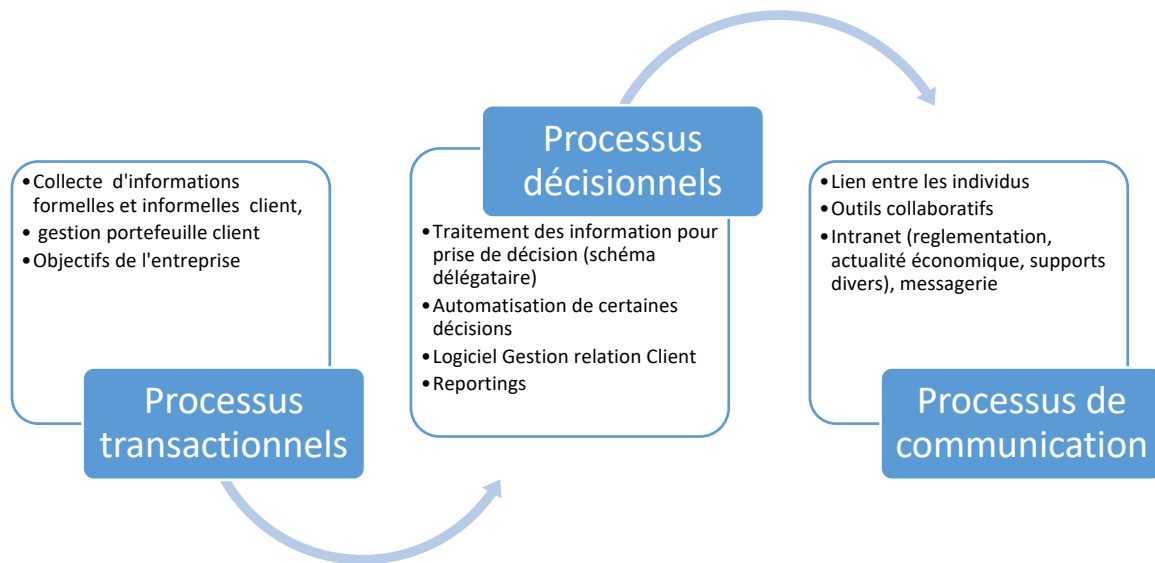 •Collecte d'informations
formelles et informelles client,
• gestion portefeuille client
•Objectifs de l'entreprise
Processus
transactionnels
Processus
décisionnels
•Traitement des information pour
prise de décision (schéma
délégataire)
•Automatisation de certaines
décisions
•Logiciel Gestion relation Client
•Reportings
•Lien entre les individus
•Outils collaboratifs
•Intranet (reglementation,
actualité économique, supports
divers), messagerie
Processus de
communication